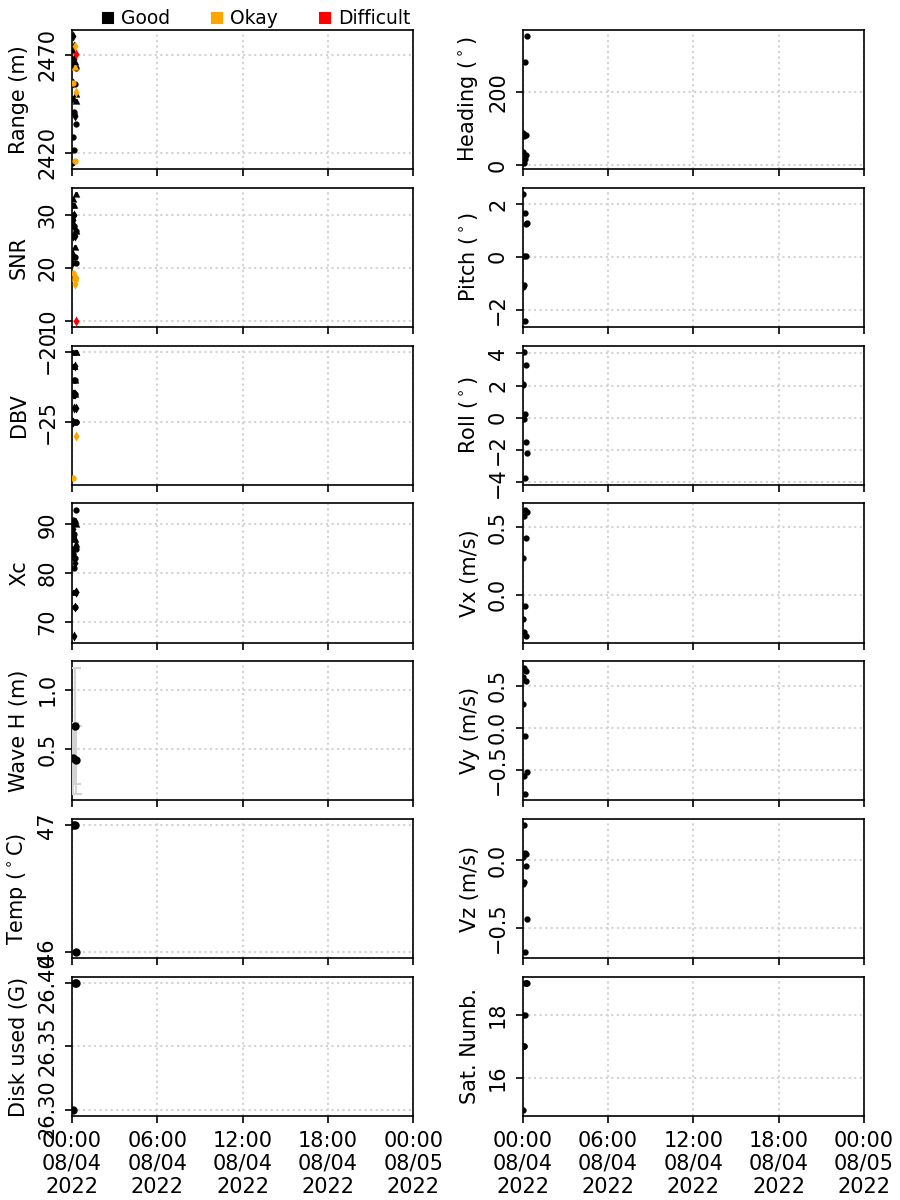 Good Okay Difficult
Range (m)
2470
2420
Heading (°)
200
0
SNR
30
20
10
Pitch (°)
2
0
−2
DBV
−20
−25
Roll (°)
4
2
0
−2
−4
Xc
90
80
70
Vx (m/s)
0.5
0.0
Wave H (m)
1.0
0.5
Vy (m/s)
0.5
0.0
−0.5
Temp (°C)
47
46
Vz (m/s)
0.0
−0.5
Disk used (G)
26.40
26.35
26.30
Sat. Numb.
18
16
00:00 06:00 12:00 18:00 00:00
08/04 08/04 08/04 08/04 08/05
2022 2022 2022 2022 2022
00:00 06:00 12:00 18:00 00:00
08/04 08/04 08/04 08/04 08/05
2022 2022 2022 2022 2022